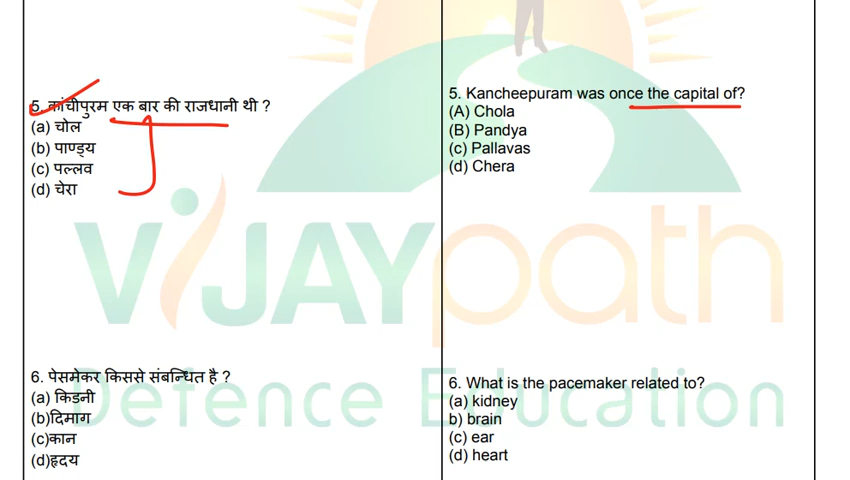 5. कांचीपुरम एक बार की राजधानी थी ?
(a) चोल
(b) पाण्ड्य
(c) पल्लव
(d) चेरा
5. Kancheepuram was once the capital of?
(A) Chola
(B) Pandya
(c) Pallavas
(d) Chera
VIJAYpath
Defence Education
6. पेसमेकर किससे संबन्धित है ?
(a) किडनी
(b)दिमाग
(c)कान
(d)हृदय
6. What is the pacemaker related to?
(a) kidney
b) brain
(c) ear
(d) heart